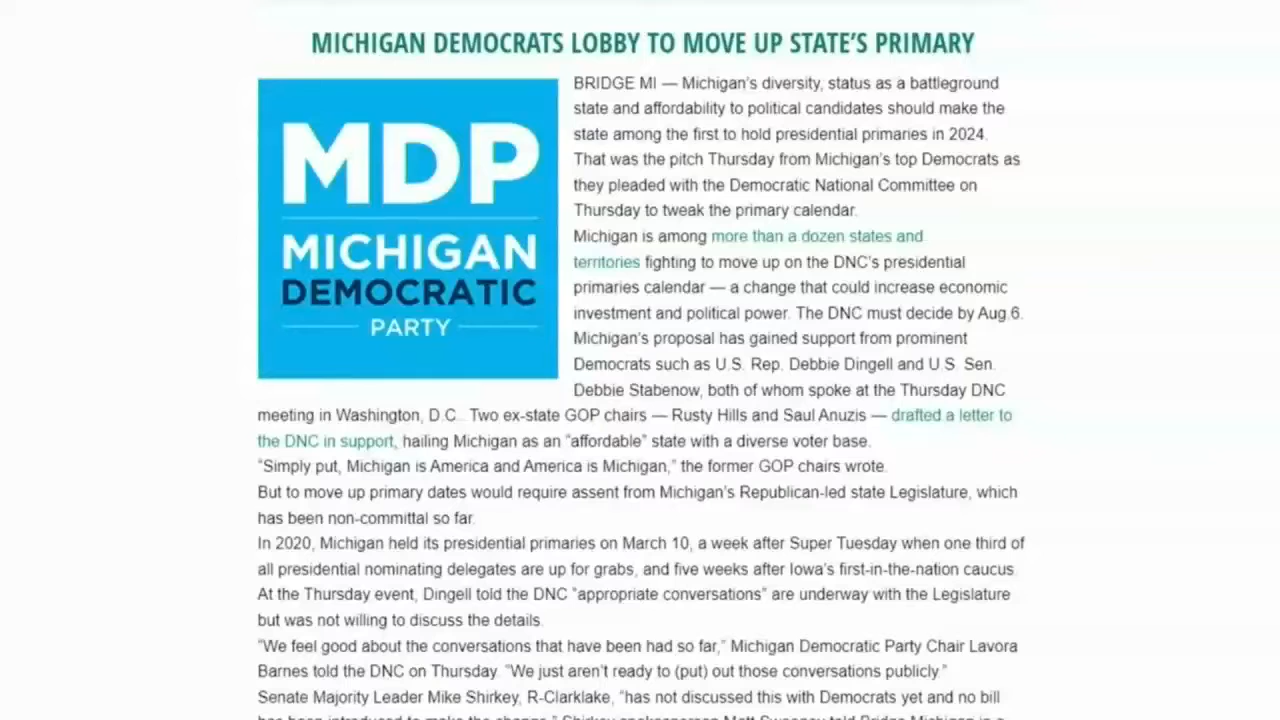 MICHIGAN DEMOCRATS LOBBY TO MOVE UP STATE'S PRIMARY
MDP
MICHIGAN
DEMOCRATIC
PARTY
BRIDGE MI — Michigan's diversity, status as a battleground
state and affordability to political candidates should make the
state among the first to hold presidential primaries in 2024.
That was the pitch Thursday from Michigan's top Democrats as
they pleaded with the Democratic National Committee on
Thursday to tweak the primary calendar.
Michigan is among more than a dozen states and
territories fighting to move up on the DNC's presidential
primaries calendar — a change that could increase economic
investment and political power. The DNC must decide by Aug.6.
Michigan's proposal has gained support from prominent
Democrats such as U.S. Rep. Debbie Dingell and U.S. Sen.
Debbie Stabenow, both of whom spoke at the Thursday DNC
meeting in Washington, D.C.. Two ex-state GOP chairs — Rusty Hills and Saul Anuzis — drafted a letter to
the DNC in support, hailing Michigan as an “affordable” state with a diverse voter base.
“Simply put, Michigan is America and America is Michigan,” the former GOP chairs wrote.
But to move up primary dates would require assent from Michigan's Republican-led state Legislature, which
has been non-committal so far.
In 2020, Michigan held its presidential primaries on March 10, a week after Super Tuesday when one third of
all presidential nominating delegates are up for grabs, and five weeks after Iowa's first-in-the-nation caucus.
At the Thursday event, Dingell told the DNC “appropriate conversations” are underway with the Legislature
but was not willing to discuss the details.
“We feel good about the conversations that have been had so far,” Michigan Democratic Party Chair Lavora
Barnes told the DNC on Thursday. “We just aren't ready to (put) out those conversations publicly.”
Senate Majority Leader Mike Shirkey, R-Clarklake, “has not discussed this with Democrats yet and no bill
has been introduced to make the change,” Shirkey spokesperson Matt Sweeney told Bridge Michigan in a